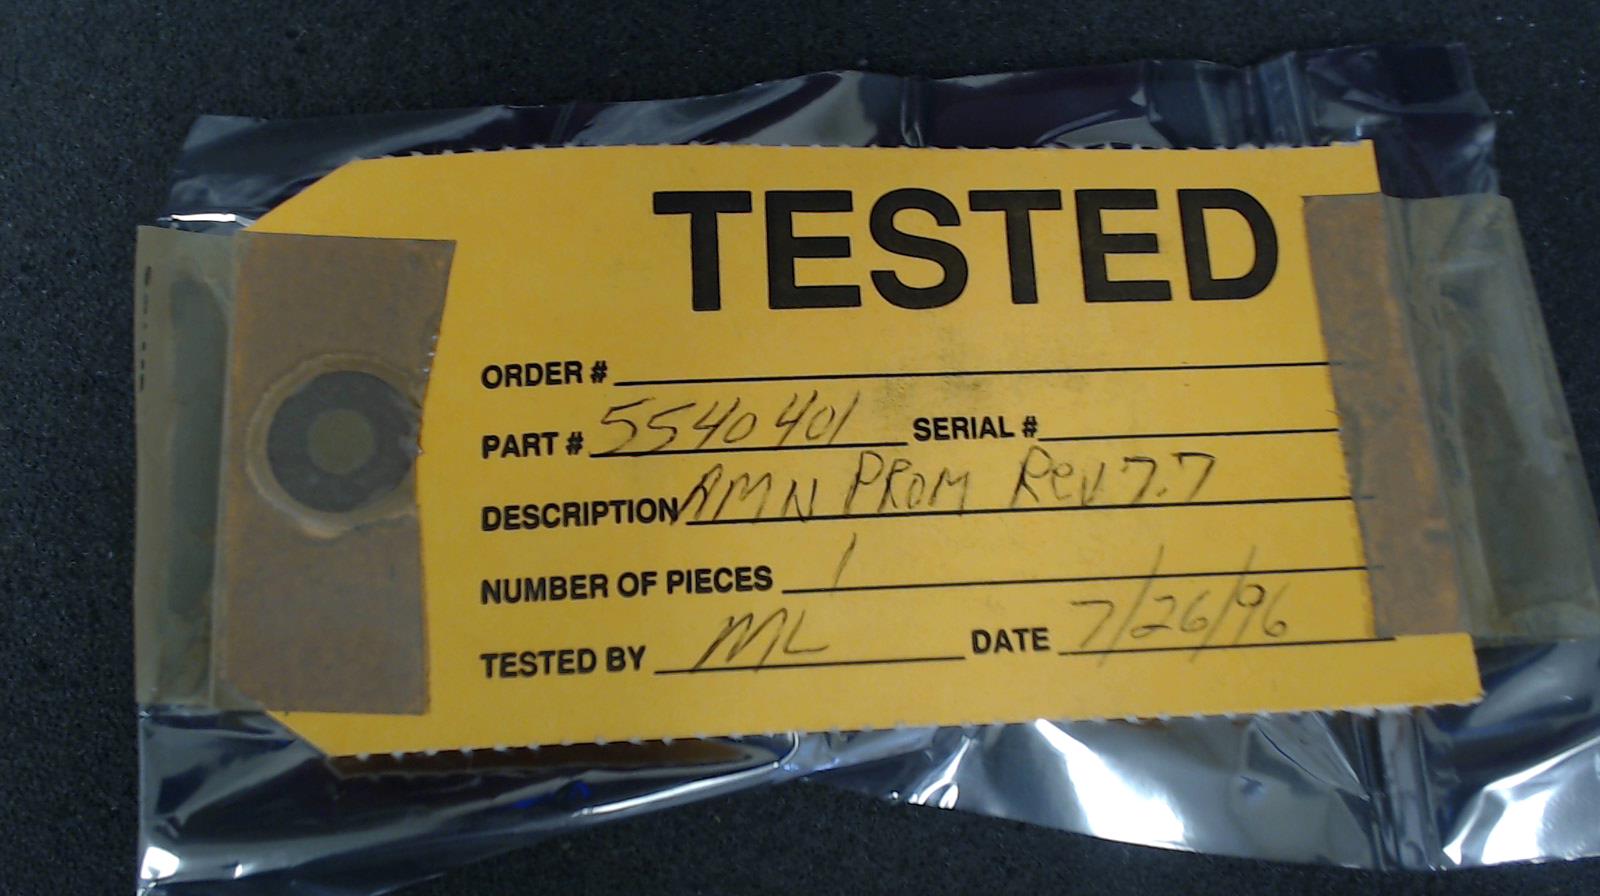 TESTED
ORDER #
PART # 5540401 SERIAL #
DESCRIPTION AMN PROM Rev 7.7
NUMBER OF PIECES 1
TESTED BY ML DATE 7/26/96